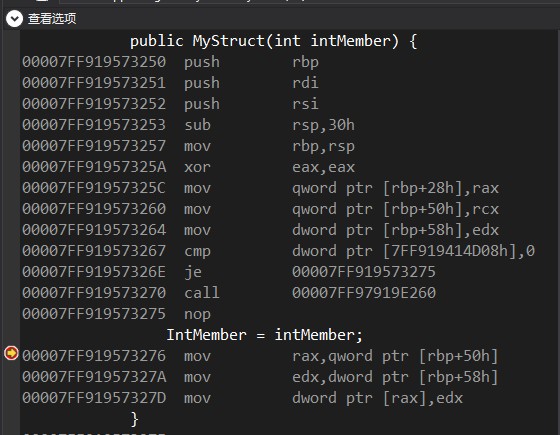 查看选项
public MyStruct(int intMember) {
00007FF919573250 push rbp
00007FF919573251 push rdi
00007FF919573252 push rsi
00007FF919573253 sub rsp,30h
00007FF919573257 mov rbp,rsp
00007FF91957325A xor eax,eax
00007FF91957325C mov qword ptr [rbp+28h],rax
00007FF919573260 mov qword ptr [rbp+50h],rcx
00007FF919573264 mov dword ptr [rbp+58h],edx
00007FF919573267 cmp dword ptr [7FF919414D08h],0
00007FF91957326E je 00007FF919573275
00007FF919573270 call 00007FF97919E260
00007FF919573275 nop
IntMember = intMember;
00007FF919573276 mov rax,qword ptr [rbp+50h]
00007FF91957327A mov edx,dword ptr [rbp+58h]
00007FF91957327D mov dword ptr [rax],edx
}